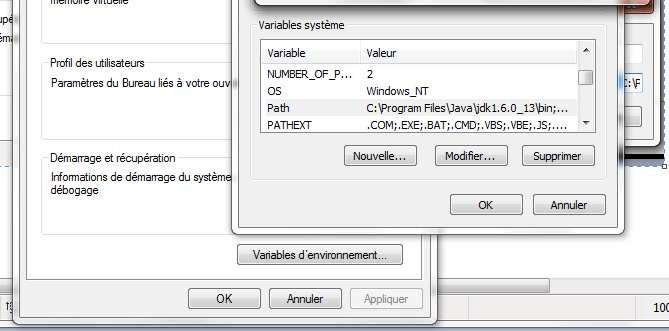 mémoire virtuelle
Profil des utilisateurs
Paramètres du Bureau liés à votre ouv
Démarrage et récupération
Informations de démarrage du système
débogage
Variables d'environnement...
OK
Annuler
Appliquer
Variables système
Variable Valeur
NUMBER_OF_P... 2
OS Windows_NT
Path C:\Program Files\Java\jdk1.6.0_13\bin;...
PATHEXT .COM;.EXE;.BAT;.CMD;.VBS;.VBE;.JS;....
Nouvelle...
Modifier...
Supprimer
OK
Annuler
C:\F
100